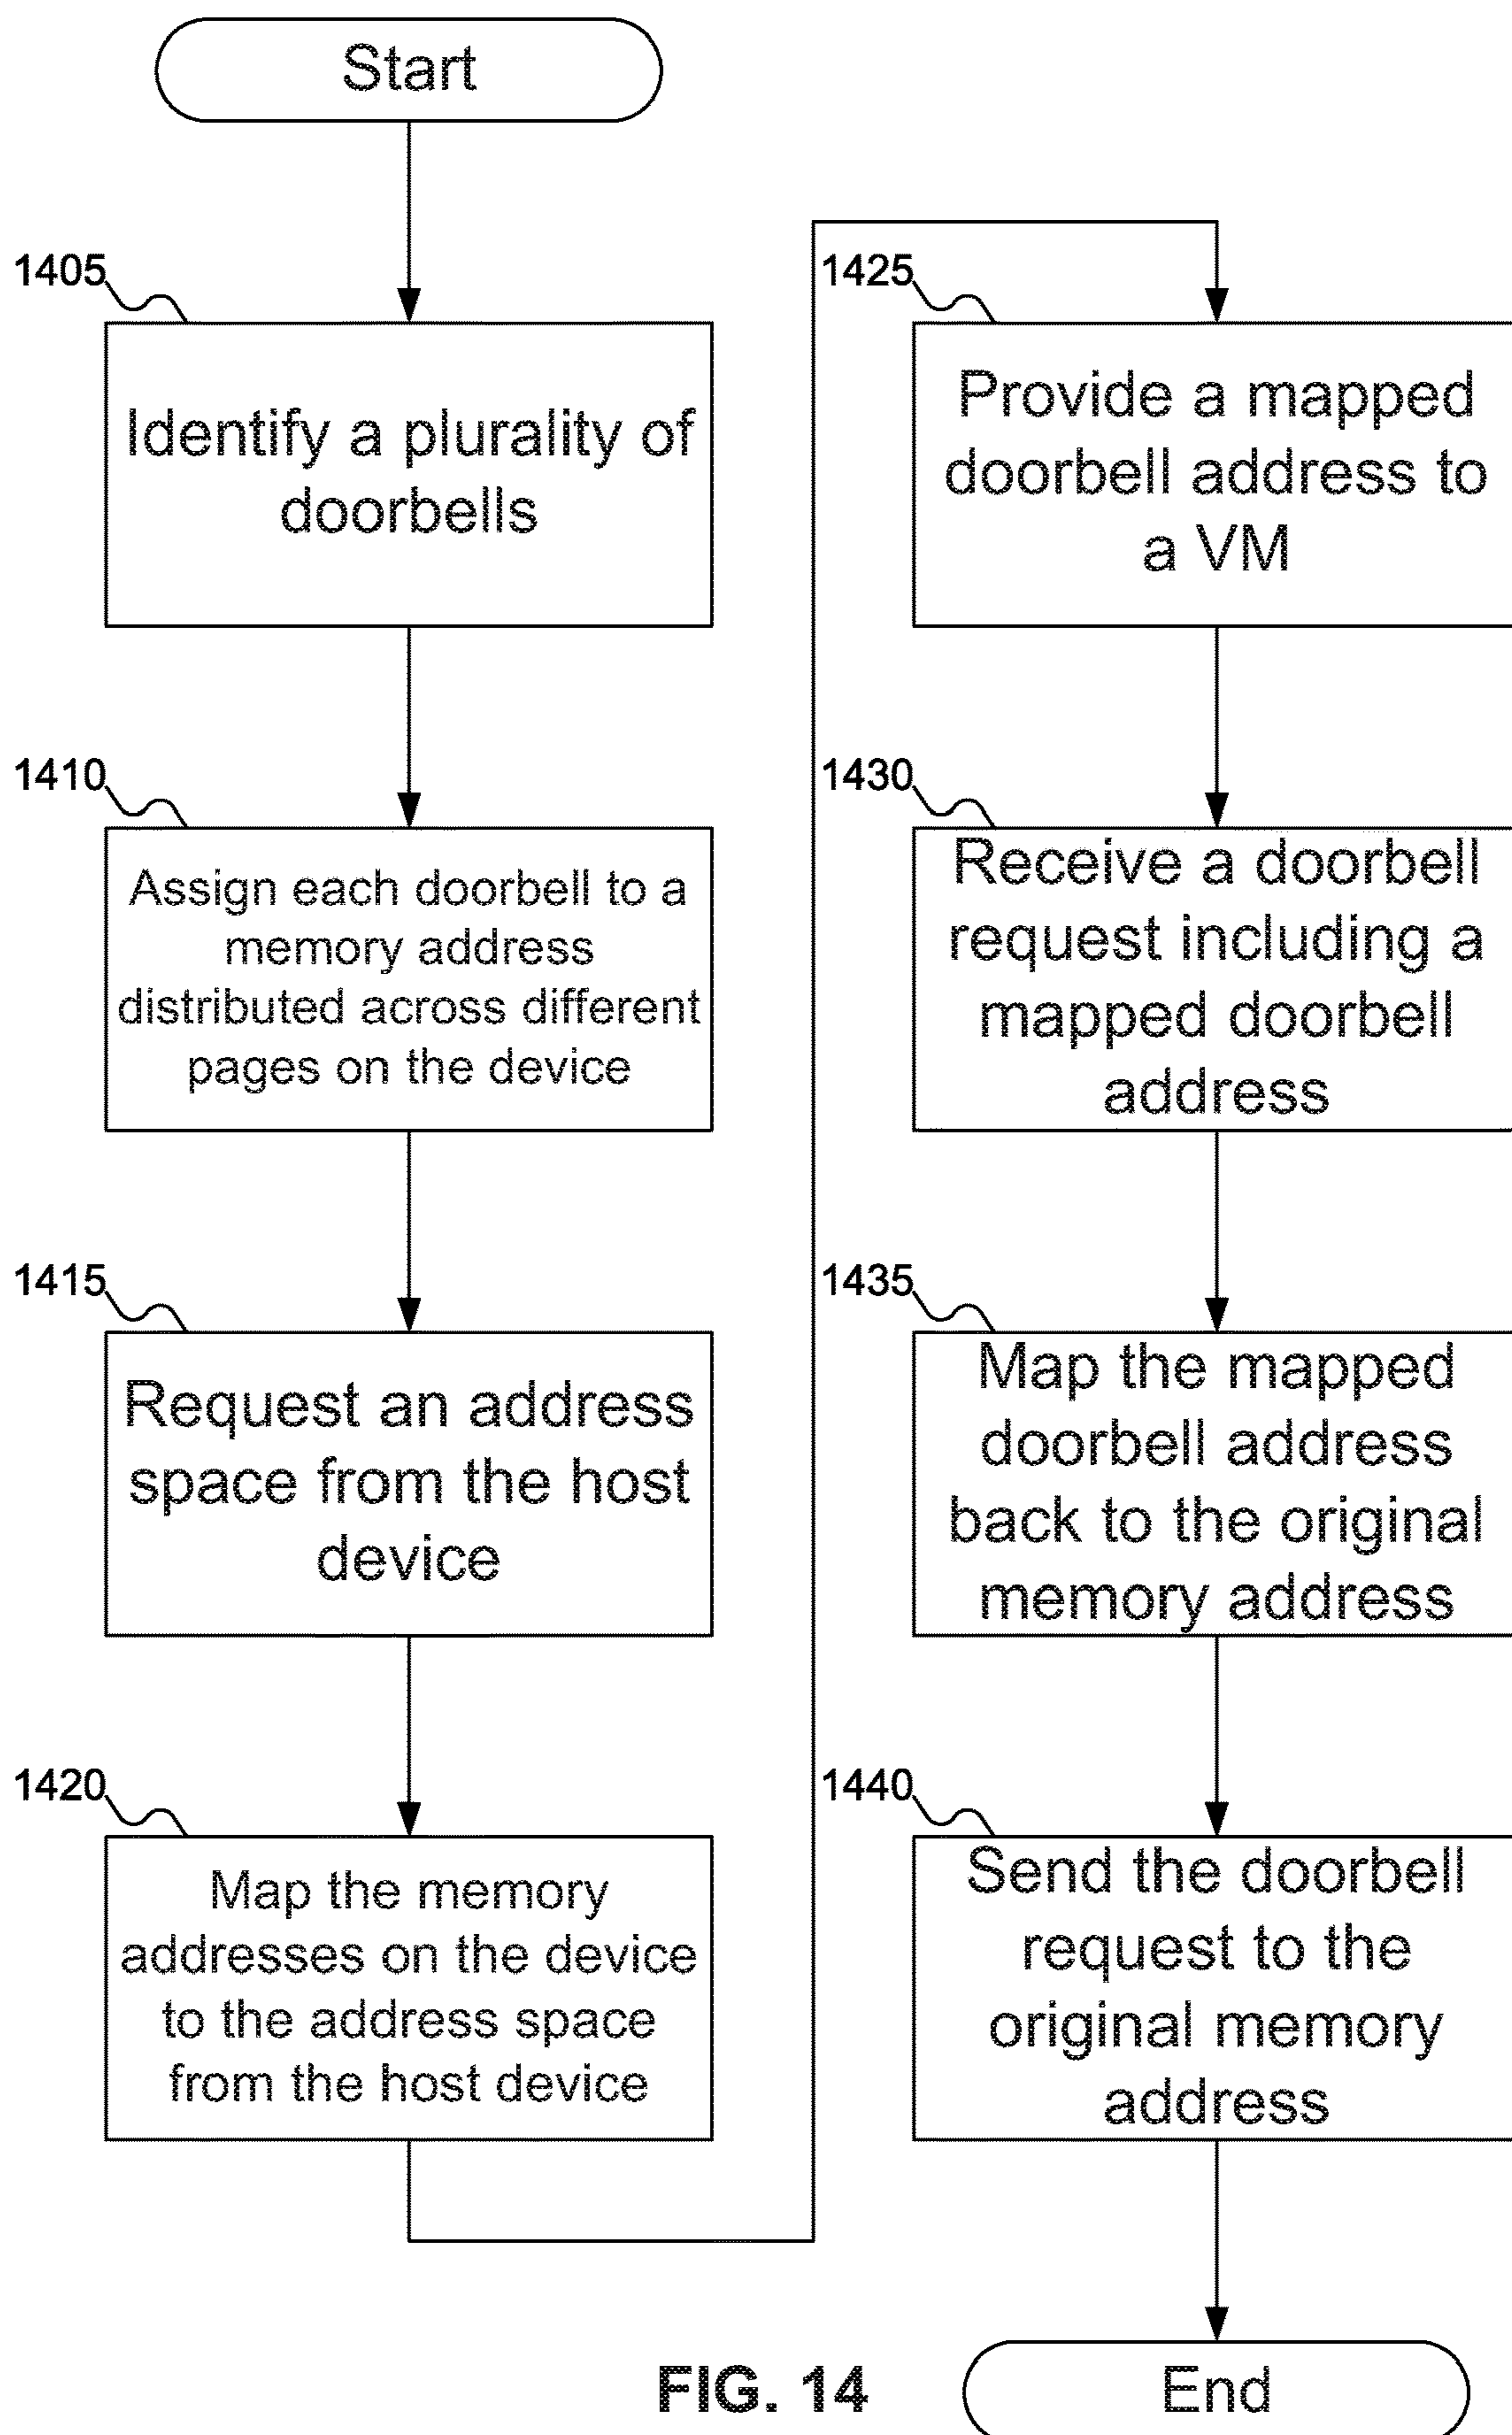 Start
1405
Identify a plurality of
doorbells
1410
Assign each doorbell to a
memory address
distributed across different
pages on the device
1415
Request an address
space from the host
device
1420
Map the memory
addresses on the device
to the address space
from the host device
1425
Provide a mapped
doorbell address to
a VM
1430
Receive a doorbell
request including a
mapped doorbell
address
1435
Map the mapped
doorbell address
back to the original
memory address
1440
Send the doorbell
request to the
original memory
address
End
FIG. 14